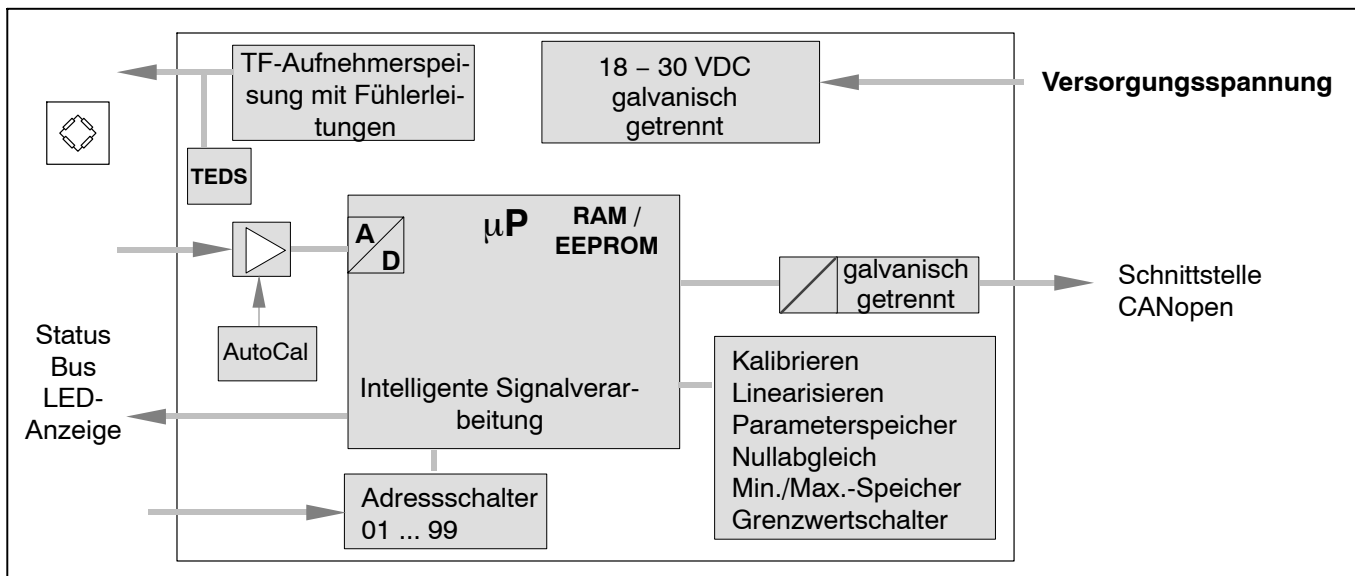 TF-Aufnehmerspei-
sung mit Fühlerlei-
tungen
18 – 30 VDC
galvanisch
getrennt
Versorgungsspannung
TEDS
A
D
μP
RAM /
EEPROM
galvanisch
getrennt
Schnittstelle
CANopen
AutoCal
Status
Bus
LED-
Anzeige
Intelligente Signalverar-
beitung
Kalibrieren
Linearisieren
Parameterspeicher
Nullabgleich
Min./Max.-Speicher
Grenzwertschalter
Adressschalter
01 ... 99